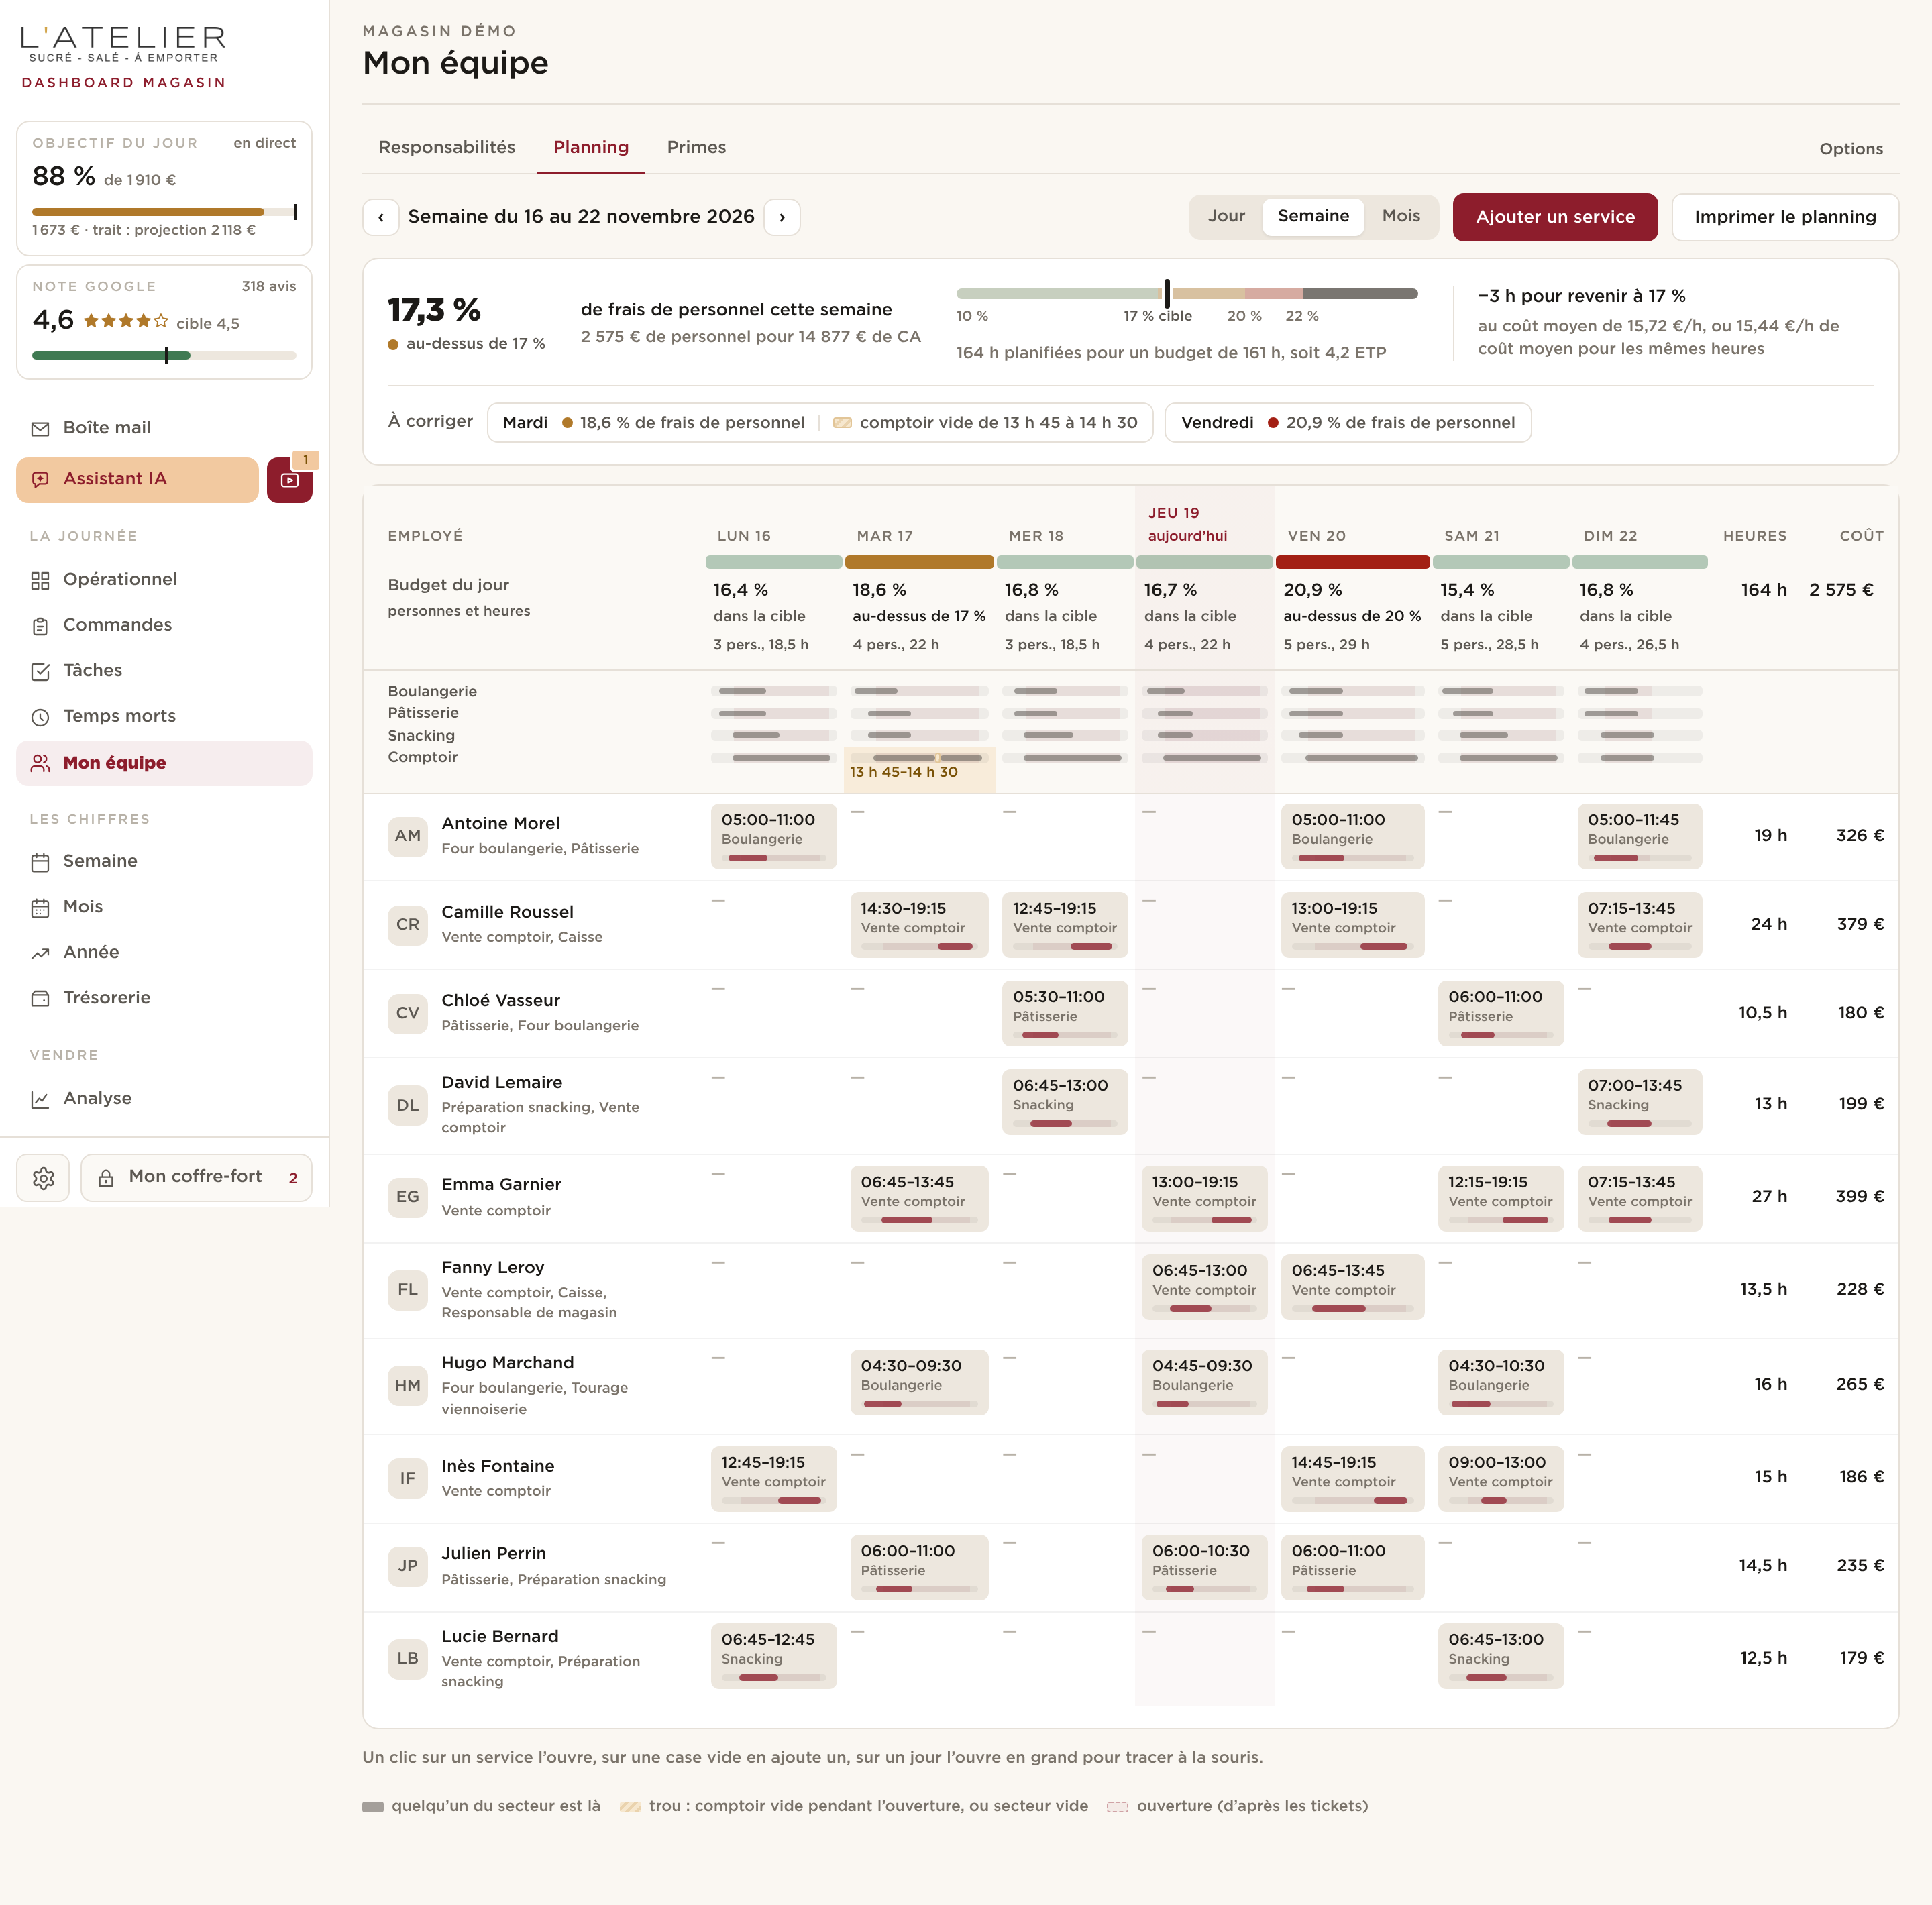 L'ATELIER
SUCRÉ - SALÉ - À EMPORTER
DASHBOARD MAGASIN
OBJECTIF DU JOUR en direct
88 % de 1 910 €
1 673 € · trait : projection 2 118 €
NOTE GOOGLE 318 avis
4,6 cible 4,5
Boîte mail
Assistant IA 1
LA JOURNÉE
Opérationnel
Commandes
Tâches
Temps morts
Mon équipe
LES CHIFFRES
Semaine
Mois
Année
Trésorerie
VENDRE
Analyse
Mon coffre-fort 2
MAGASIN DÉMO
Mon équipe
Responsabilités Planning Primes Options
‹ Semaine du 16 au 22 novembre 2026 › Jour Semaine Mois Ajouter un service Imprimer le planning
17,3 %
au-dessus de 17 %
de frais de personnel cette semaine
2 575 € de personnel pour 14 877 € de CA
10 % 17 % cible 20 % 22 %
164 h planifiées pour un budget de 161 h, soit 4,2 ETP
−3 h pour revenir à 17 %
au coût moyen de 15,72 €/h, ou 15,44 €/h de
coût moyen pour les mêmes heures
À corriger Mardi 18,6 % de frais de personnel comptoir vide de 13 h 45 à 14 h 30 Vendredi 20,9 % de frais de personnel
EMPLOYÉ LUN 16 MAR 17 MER 18 JEU 19 aujourd'hui VEN 20 SAM 21 DIM 22 HEURES COÛT
Budget du jour 16,4 % 18,6 % 16,8 % 16,7 % 20,9 % 15,4 % 16,8 % 164 h 2 575 €
personnes et heures dans la cible au-dessus de 17 % dans la cible dans la cible au-dessus de 20 % dans la cible dans la cible
3 pers., 18,5 h 4 pers., 22 h 3 pers., 18,5 h 4 pers., 22 h 5 pers., 29 h 5 pers., 28,5 h 4 pers., 26,5 h
Boulangerie
Pâtisserie
Snacking
Comptoir
13 h 45–14 h 30
AM Antoine Morel 05:00–11:00 — — — 05:00–11:00 — 05:00–11:45 19 h 326 €
Four boulangerie, Pâtisserie Boulangerie Boulangerie Boulangerie
CR Camille Roussel — 14:30–19:15 12:45–19:15 — 13:00–19:15 — 07:15–13:45 24 h 379 €
Vente comptoir, Caisse Vente comptoir Vente comptoir Vente comptoir Vente comptoir
CV Chloé Vasseur — — 05:30–11:00 — — 06:00–11:00 — 10,5 h 180 €
Pâtisserie, Four boulangerie Pâtisserie Pâtisserie
DL David Lemaire — — 06:45–13:00 — — — 07:00–13:45 13 h 199 €
Préparation snacking, Vente Snacking Snacking
comptoir
EG Emma Garnier — 06:45–13:45 — 13:00–19:15 — 12:15–19:15 07:15–13:45 27 h 399 €
Vente comptoir Vente comptoir Vente comptoir Vente comptoir Vente comptoir
FL Fanny Leroy — — — 06:45–13:00 06:45–13:45 — — 13,5 h 228 €
Vente comptoir, Caisse, Vente comptoir Vente comptoir
Responsable de magasin
HM Hugo Marchand — 04:30–09:30 — 04:45–09:30 — 04:30–10:30 — 16 h 265 €
Four boulangerie, Tourage Boulangerie Boulangerie Boulangerie
viennoiserie
IF Inès Fontaine 12:45–19:15 — — — 14:45–19:15 09:00–13:00 — 15 h 186 €
Vente comptoir Vente comptoir Vente comptoir Vente comptoir
JP Julien Perrin — 06:00–11:00 — 06:00–10:30 06:00–11:00 — — 14,5 h 235 €
Pâtisserie, Préparation snacking Pâtisserie Pâtisserie Pâtisserie
LB Lucie Bernard 06:45–12:45 — — — — 06:45–13:00 — 12,5 h 179 €
Vente comptoir, Préparation Snacking Snacking
snacking
Un clic sur un service l’ouvre, sur une case vide en ajoute un, sur un jour l’ouvre en grand pour tracer à la souris.
quelqu’un du secteur est là trou : comptoir vide pendant l’ouverture, ou secteur vide ouverture (d’après les tickets)